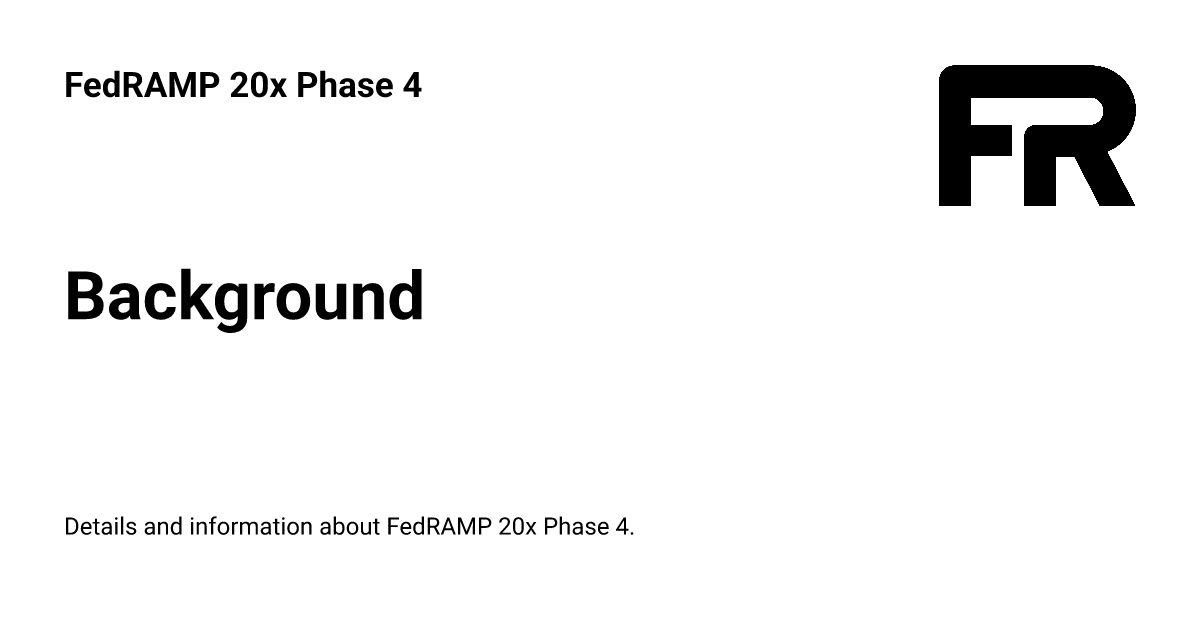 FedRAMP 20x Phase 4
FR
Background
Details and information about FedRAMP 20x Phase 4.